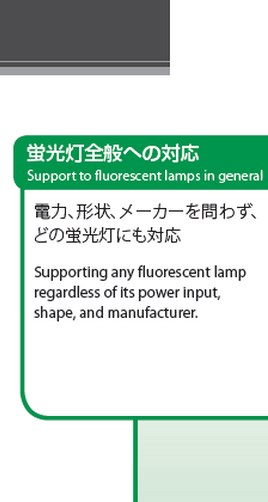 蛍光灯全般への対応
Support to fluorescent lamps in general
電力、形状、メーカーを問わず、
どの蛍光灯にも対応
Supporting any fluorescent lamp
regardless of its power input,
shape, and manufacturer.